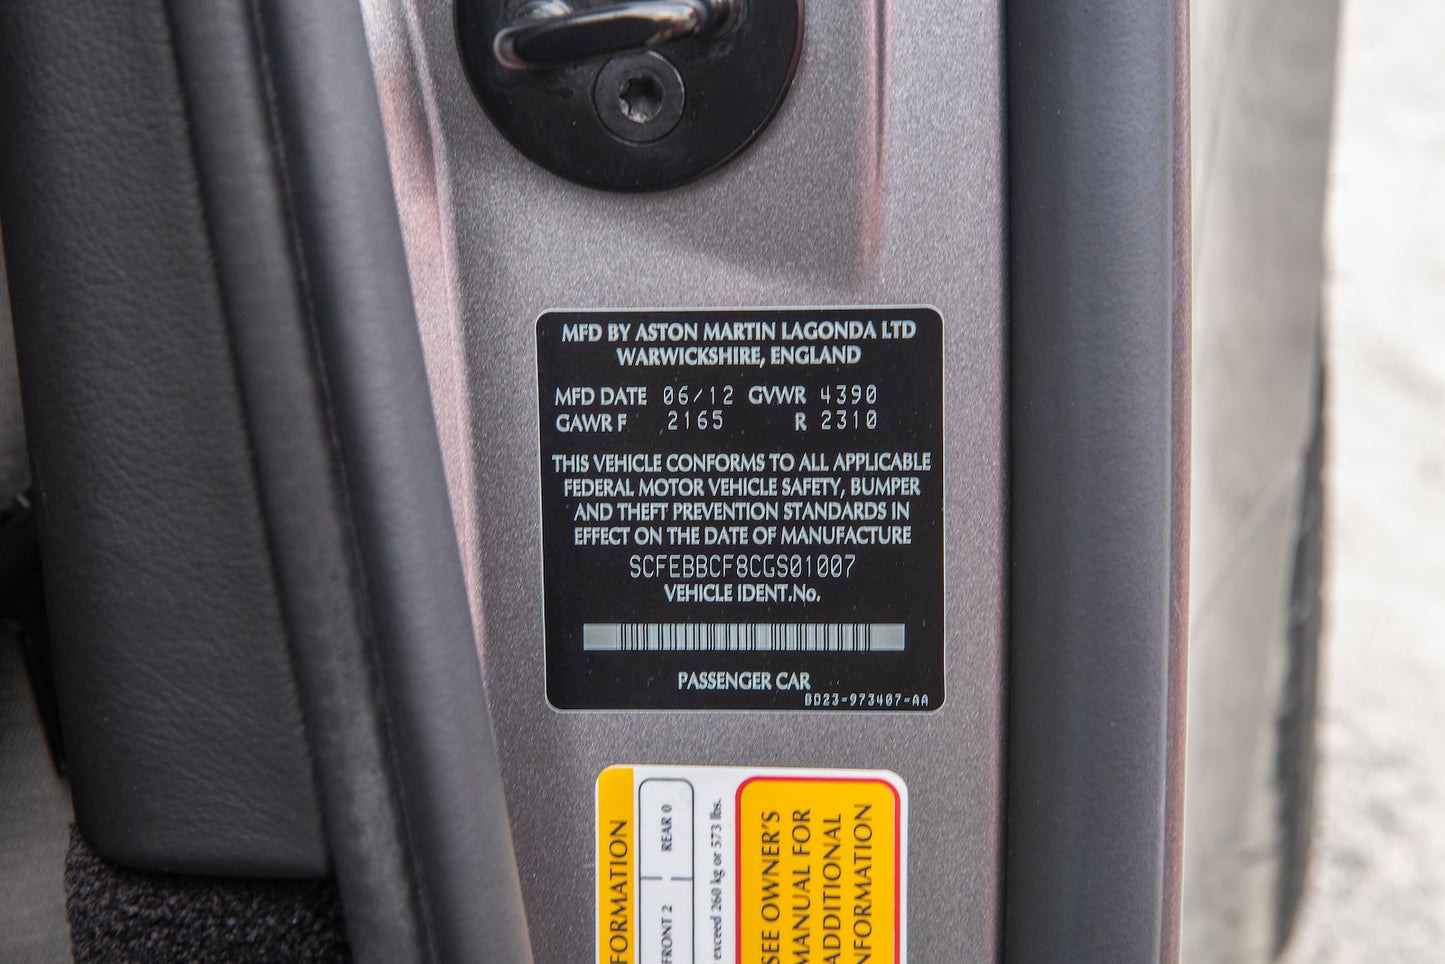 MFD BY ASTON MARTIN LAGONDA LTD
WARWICKSHIRE, ENGLAND
MFD DATE 06/12 GVWR 4390
GAWR F 2165 R 2310
THIS VEHICLE CONFORMS TO ALL APPLICABLE
FEDERAL MOTOR VEHICLE SAFETY, BUMPER
AND THEFT PREVENTION STANDARDS IN
EFFECT ON THE DATE OF MANUFACTURE
SCFEBBCF8CGS01007
VEHICLE IDENT.No.
PASSENGER CAR
BD23-973407-AA
FORMATION
FRONT 2 REAR 0
exceed 260 kg or 573 lbs.
SEE OWNER'S
MANUAL FOR
ADDITIONAL
NFORMATION